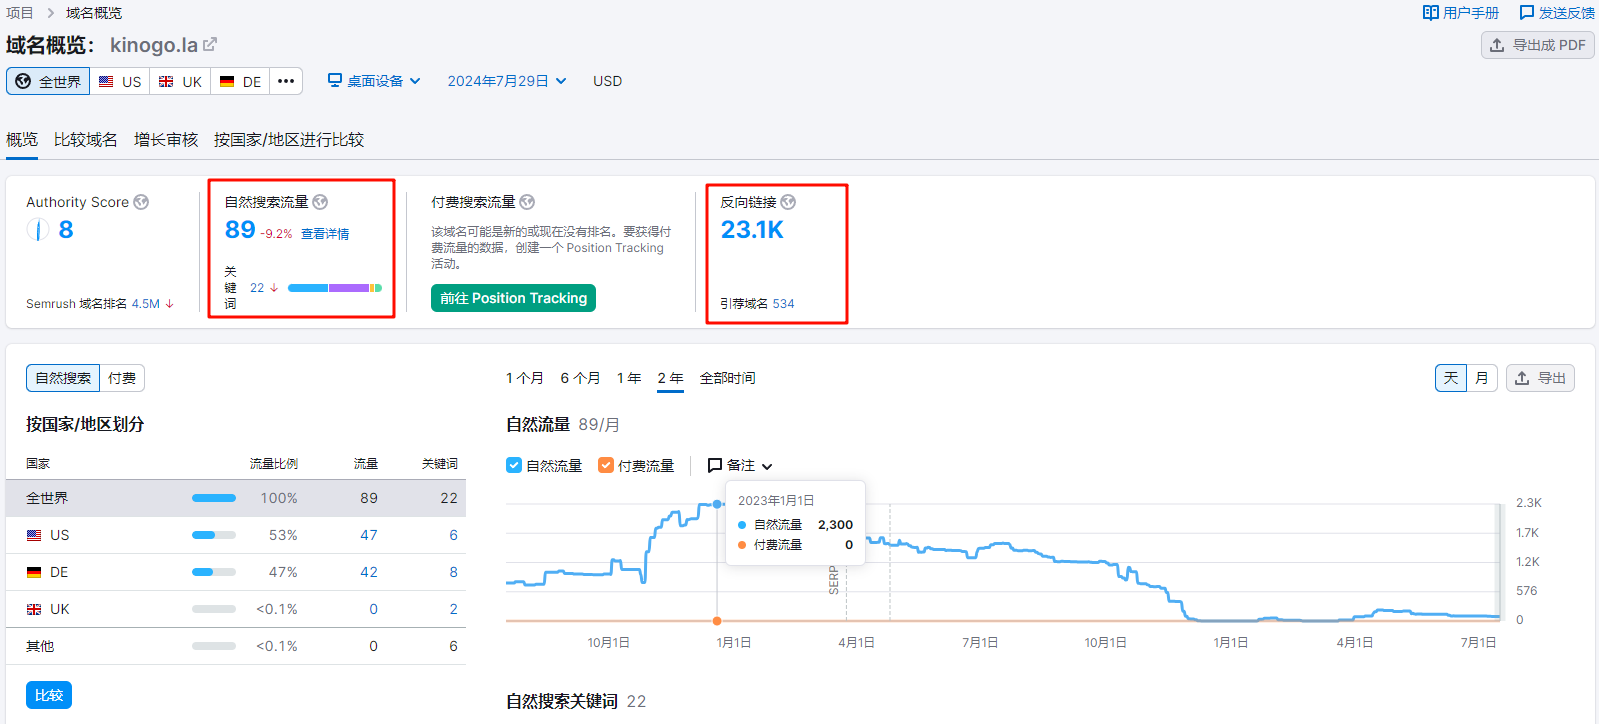 项目 > 域名概览
用户手册 发送反馈
域名概览： kinogo.la
导出成 PDF
全世界 US UK DE •••
桌面设备 2024年7月29日 USD
概览 比较域名 增长审核 按国家/地区进行比较
Authority Score
8
Semrush 域名排名 4.5M ↓
自然搜索流量
89 -9.2% 查看详情
关键词 22 ↓
付费搜索流量
该域名可能是新的或现在没有排名。要获得付
费流量的数据，创建一个 Position Tracking
活动。
前往 Position Tracking
反向链接
23.1K
引荐域名 534
自然搜索 付费
按国家/地区划分
国家 流量比例 流量 关键词
全世界 100% 89 22
US 53% 47 6
DE 47% 42 8
UK <0.1% 0 2
其他 <0.1% 0 6
比较
1 个月 6 个月 1 年 2 年 全部时间
天 月 导出
自然流量 89/月
自然流量 付费流量 备注
2023年1月1日
自然流量 2,300
付费流量 0
SERP
2.3K
1.7K
1.2K
576
0
10月1日 1月1日 4月1日 7月1日 10月1日 1月1日 4月1日 7月1日
自然搜索关键词 22